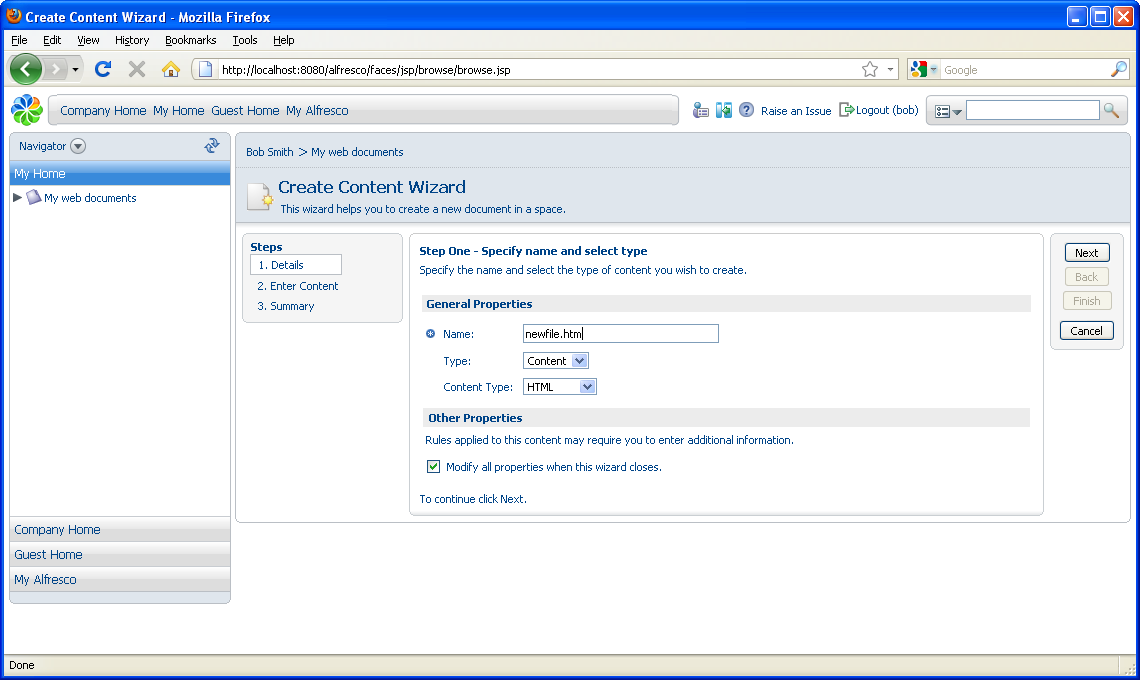 Create Content Wizard - Mozilla Firefox
File Edit View History Bookmarks Tools Help
http://localhost:8080/alfresco/faces/jsp/browse/browse.jsp
Google
Company Home My Home Guest Home My Alfresco
Raise an Issue Logout (bob)
Navigator
My Home
My web documents
Company Home
Guest Home
My Alfresco
Bob Smith > My web documents
Create Content Wizard
This wizard helps you to create a new document in a space.
Steps
1. Details
2. Enter Content
3. Summary
Step One - Specify name and select type
Specify the name and select the type of content you wish to create.
General Properties
Name: newfile.htm
Type: Content
Content Type: HTML
Other Properties
Rules applied to this content may require you to enter additional information.
Modify all properties when this wizard closes.
To continue click Next.
Next
Back
Finish
Cancel
Done